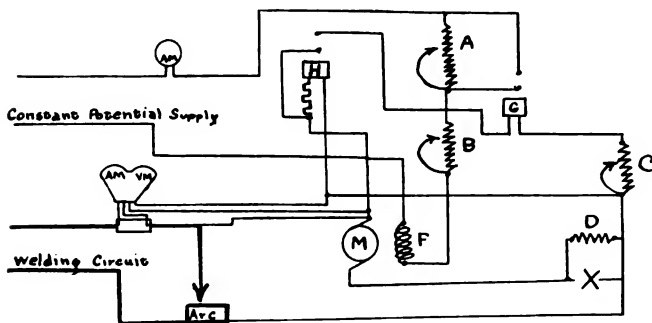 A
AM
H
G
Constant Potential Supply
B
C
AM VM
D
M
F
X
Welding Circuit
Arc